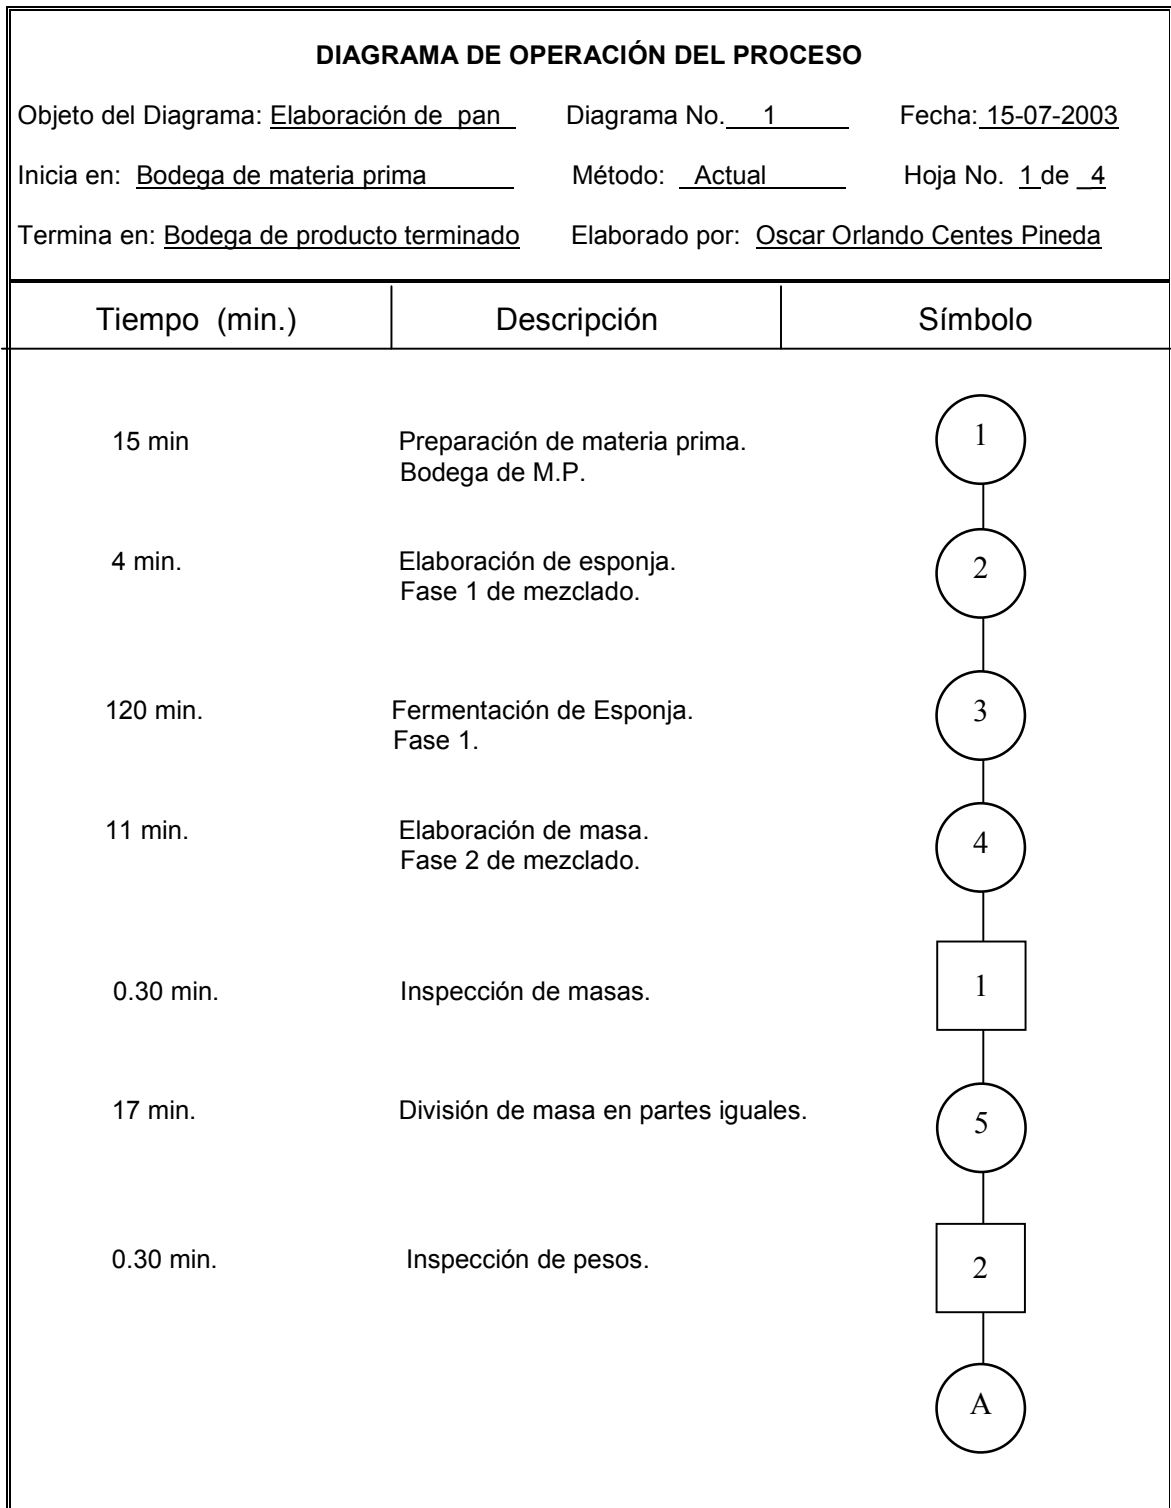 DIAGRAMA DE OPERACIÓN DEL PROCESO
Objeto del Diagrama: Elaboración de pan Diagrama No. 1 Fecha: 15-07-2003
Inicia en: Bodega de materia prima Método: Actual Hoja No. 1 de 4
Termina en: Bodega de producto terminado Elaborado por: Oscar Orlando Centes Pineda
Tiempo (min.) Descripción Símbolo
15 min Preparación de materia prima. 1
Bodega de M.P.
4 min. Elaboración de esponja. 2
Fase 1 de mezclado.
120 min. Fermentación de Esponja. 3
Fase 1.
11 min. Elaboración de masa. 4
Fase 2 de mezclado.
0.30 min. Inspección de masas. 1
17 min. División de masa en partes iguales. 5
0.30 min. Inspección de pesos. 2
A